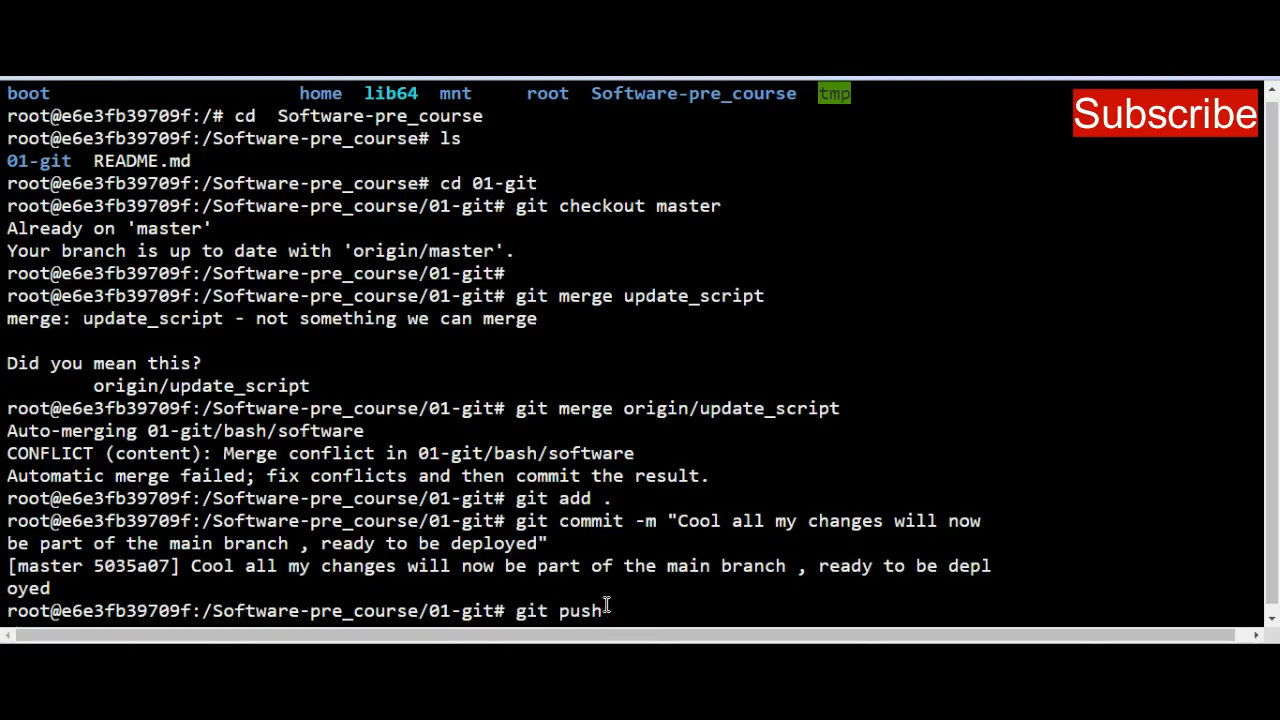 boot home lib64 mnt root Software-pre_course tmp
Subscribe
root@e6e3fb39709f:/# cd  Software-pre_course
root@e6e3fb39709f:/Software-pre_course# ls
01-git  README.md
root@e6e3fb39709f:/Software-pre_course# cd 01-git
root@e6e3fb39709f:/Software-pre_course/01-git# git checkout master
Already on 'master'
Your branch is up to date with 'origin/master'.
root@e6e3fb39709f:/Software-pre_course/01-git#
root@e6e3fb39709f:/Software-pre_course/01-git# git merge update_script
merge: update_script - not something we can merge
Did you mean this?
origin/update_script
root@e6e3fb39709f:/Software-pre_course/01-git# git merge origin/update_script
Auto-merging 01-git/bash/software
CONFLICT (content): Merge conflict in 01-git/bash/software
Automatic merge failed; fix conflicts and then commit the result.
root@e6e3fb39709f:/Software-pre_course/01-git# git add .
root@e6e3fb39709f:/Software-pre_course/01-git# git commit -m "Cool all my changes will now
be part of the main branch , ready to be deployed"
[master 5035a07] Cool all my changes will now be part of the main branch , ready to be depl
oyed
root@e6e3fb39709f:/Software-pre_course/01-git# git push